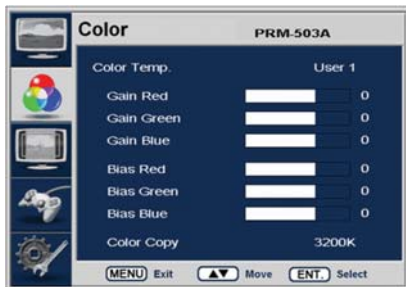 Color PRM-503A
Color Temp. User 1
Gain Red 0
Gain Green 0
Gain Blue 0
Bias Red 0
Bias Green 0
Bias Blue 0
Color Copy 3200K
MENU Exit ▲▼ Move ENT. Select